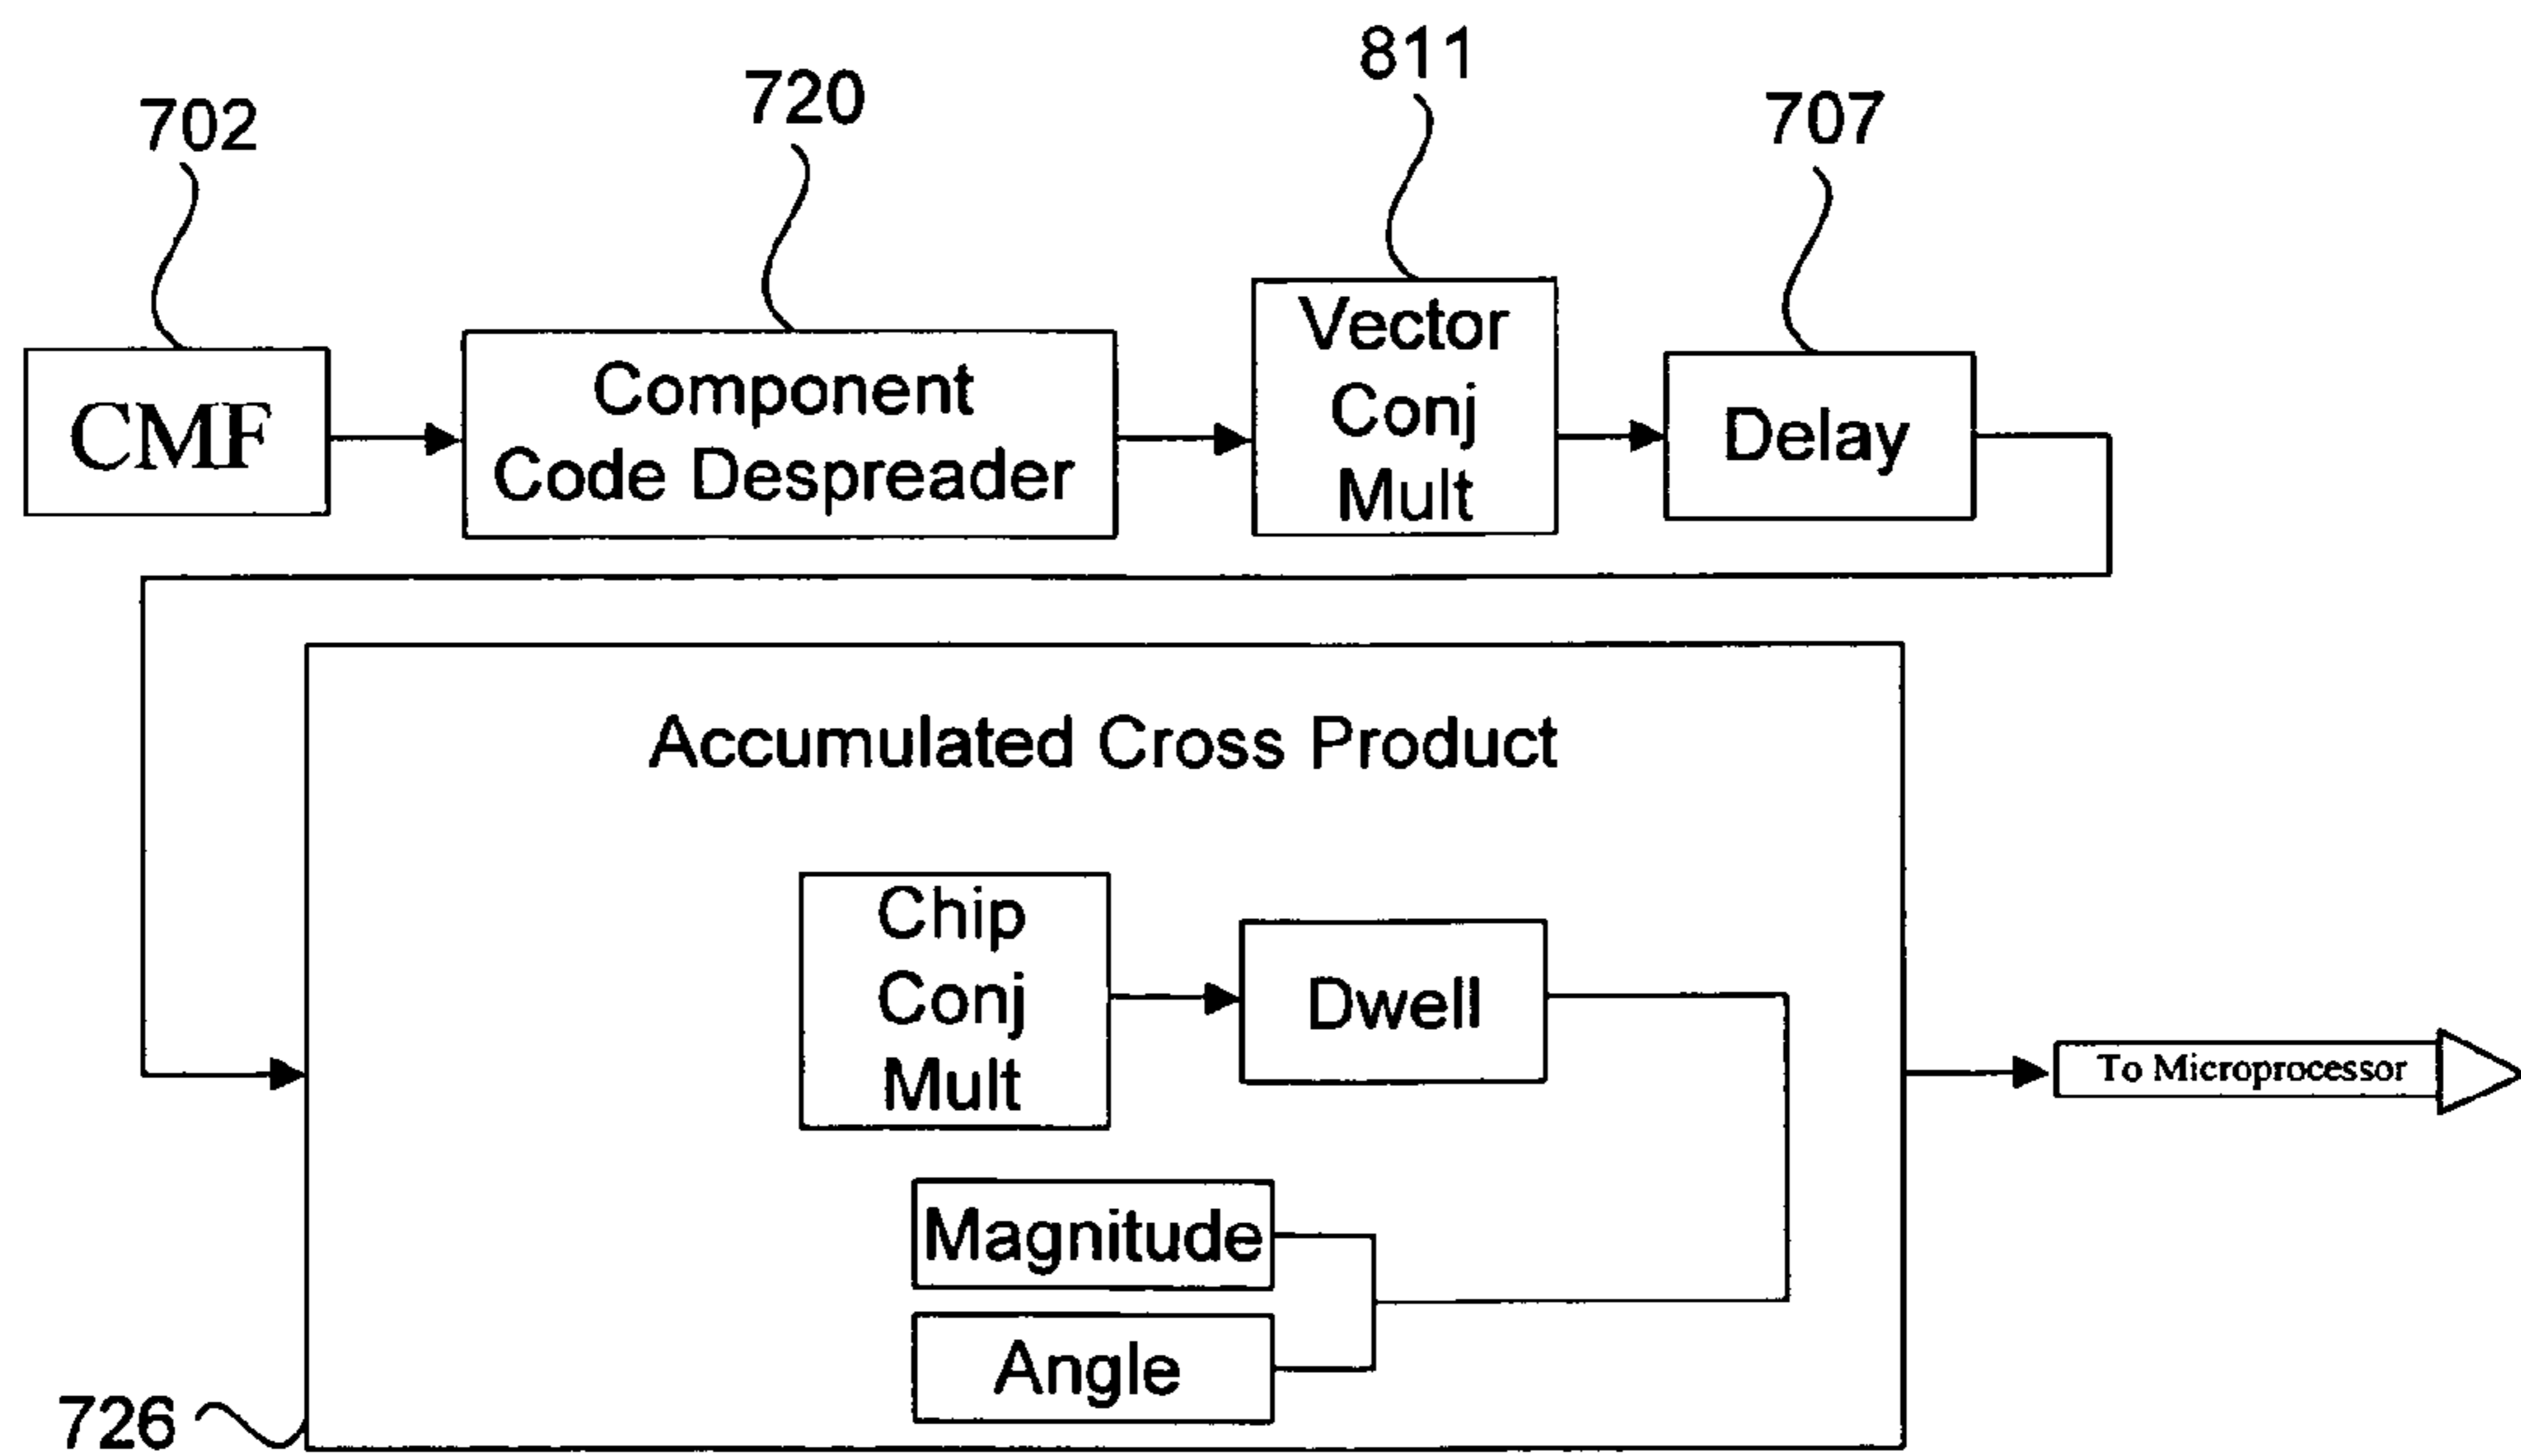 811
720
707
702
CMF
Component
Code Despreader
Vector
Conj
Mult
Delay
Accumulated Cross Product
Chip
Conj
Mult
Dwell
To Microprocessor
Magnitude
Angle
726